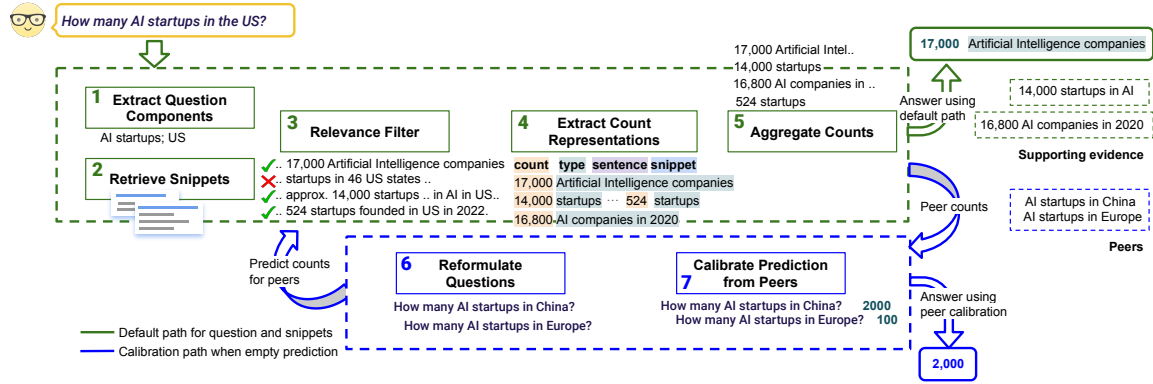 How many AI startups in the US?
1 Extract Question
Components
AI startups; US
2 Retrieve Snippets
3 Relevance Filter
.. 17,000 Artificial Intelligence companies
.. startups in 46 US states ..
.. approx. 14,000 startups .. in AI in US..
.. 524 startups founded in US in 2022.
4 Extract Count
Representations
count type sentence snippet
17,000 Artificial Intelligence companies
14,000 startups ... 524 startups
16,800 AI companies in 2020
17,000 Artificial Intel..
14,000 startups
16,800 AI companies in ..
524 startups
5 Aggregate Counts
Answer using
default path
17,000 Artificial Intelligence companies
14,000 startups in AI
16,800 AI companies in 2020
Supporting evidence
Peer counts
AI startups in China
AI startups in Europe
Peers
Predict counts
for peers
6 Reformulate
Questions
How many AI startups in China?
How many AI startups in Europe?
7 Calibrate Prediction
from Peers
How many AI startups in China? 2000
How many AI startups in Europe? 100
Answer using
peer calibration
2,000
Default path for question and snippets
Calibration path when empty prediction